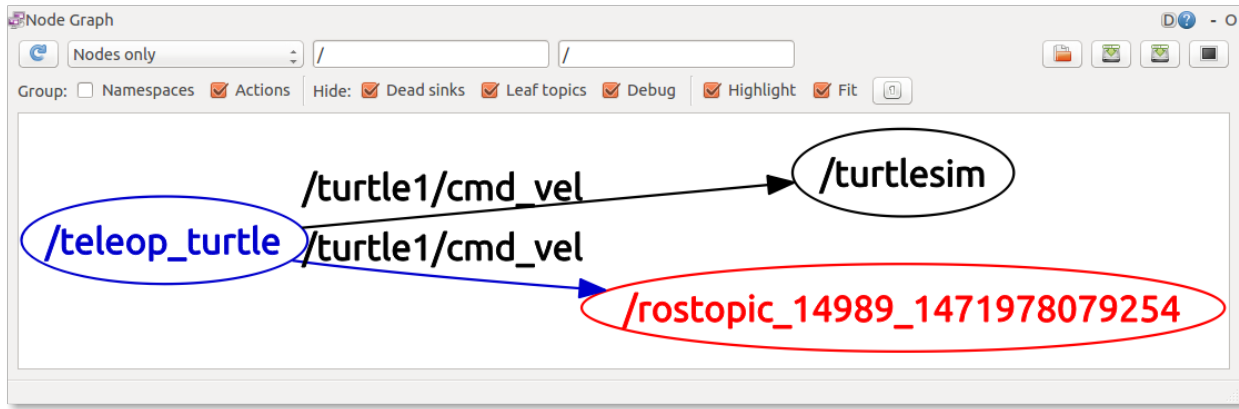 Node Graph D - O
Nodes only / /
Group: Namespaces Actions Hide: Dead sinks Leaf topics Debug Highlight Fit
/turtlesim
/turtle1/cmd_vel
/teleop_turtle
/turtle1/cmd_vel
/rostopic_14989_1471978079254